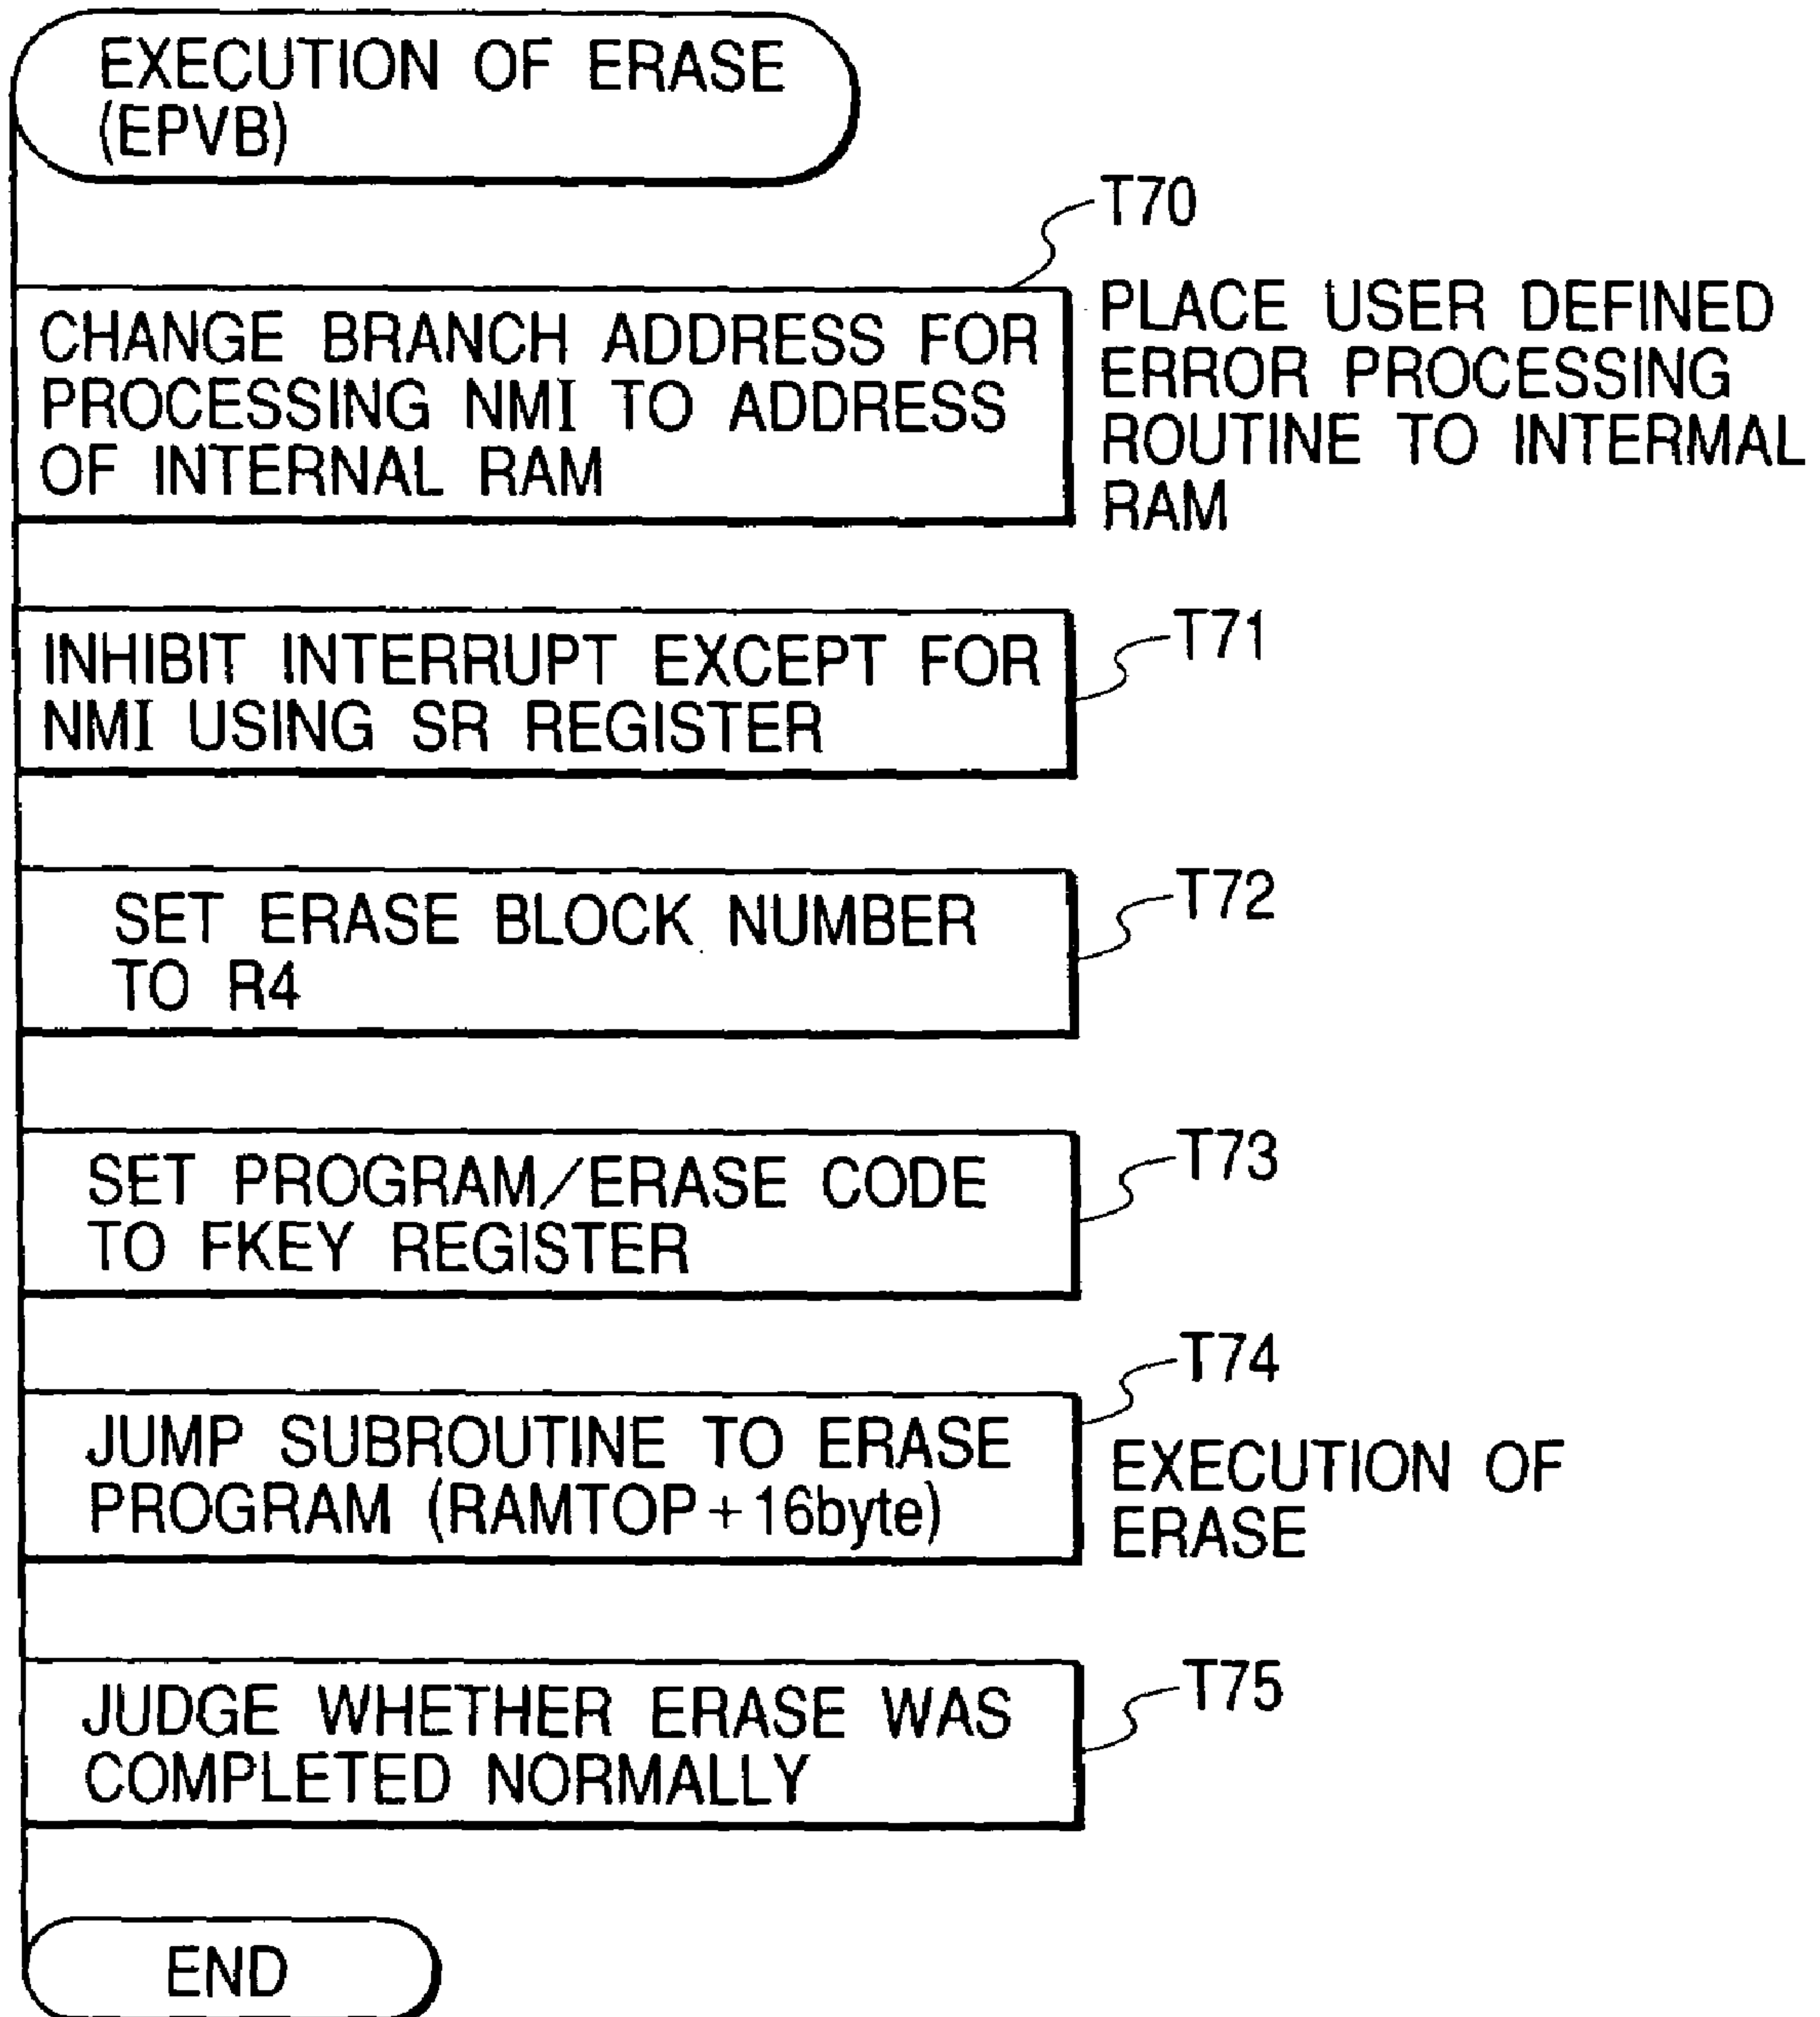 EXECUTION OF ERASE
(EPVB)
T70
CHANGE BRANCH ADDRESS FOR
PROCESSING NMI TO ADDRESS
OF INTERNAL RAM
PLACE USER DEFINED
ERROR PROCESSING
ROUTINE TO INTERMAL
RAM
INHIBIT INTERRUPT EXCEPT FOR
NMI USING SR REGISTER
T71
SET ERASE BLOCK NUMBER
TO R4
T72
SET PROGRAM/ERASE CODE
TO FKEY REGISTER
T73
T74
JUMP SUBROUTINE TO ERASE
PROGRAM (RAMTOP+16byte)
EXECUTION OF
ERASE
JUDGE WHETHER ERASE WAS
COMPLETED NORMALLY
T75
END